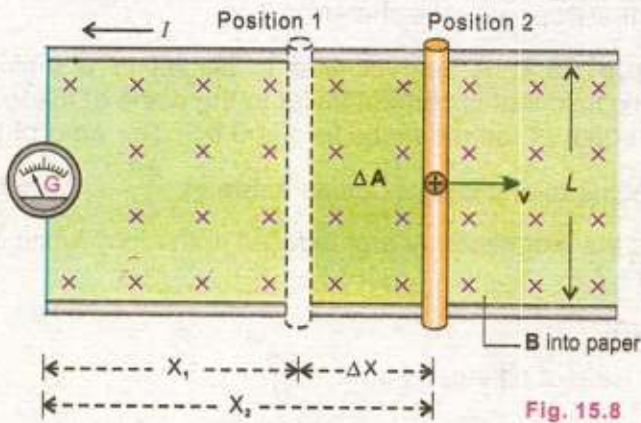 I
Position 1
Position 2
G
ΔA
+
v
L
B into paper
X₁
ΔX
X₂
Fig. 15.8